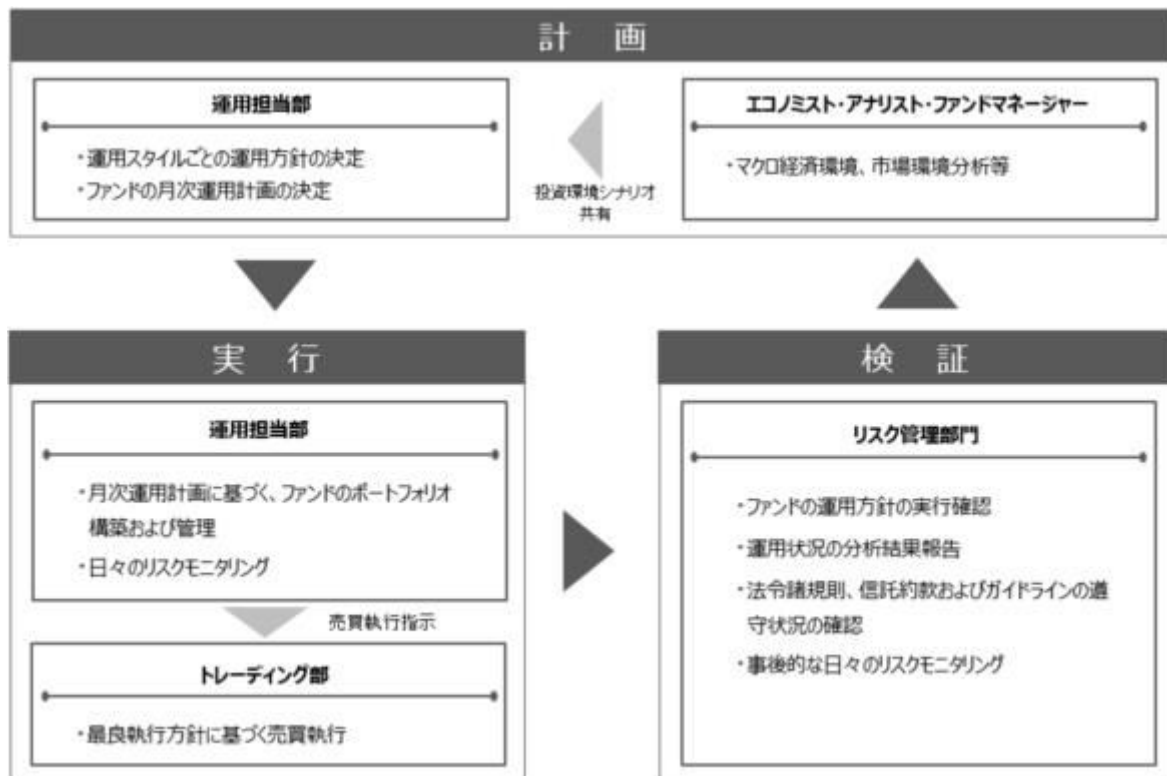 計 画
運用担当部
・運用スタイルごとの運用方針の決定
・ファンドの月次運用計画の決定
投資環境シナリオ
共有
エコノミスト・アナリスト・ファンドマネージャー
・マクロ経済環境、市場環境分析等
実 行
運用担当部
・月次運用計画に基づく、ファンドのポートフォリオ
構築および管理
・日々のリスクモニタリング
売買執行指示
トレーディング部
・最良執行方針に基づく売買執行
検 証
リスク管理部門
・ファンドの運用方針の実行確認
・運用状況の分析結果報告
・法令諸規則、信託約款およびガイドラインの遵
守状況の確認
・事後的な日々のリスクモニタリング